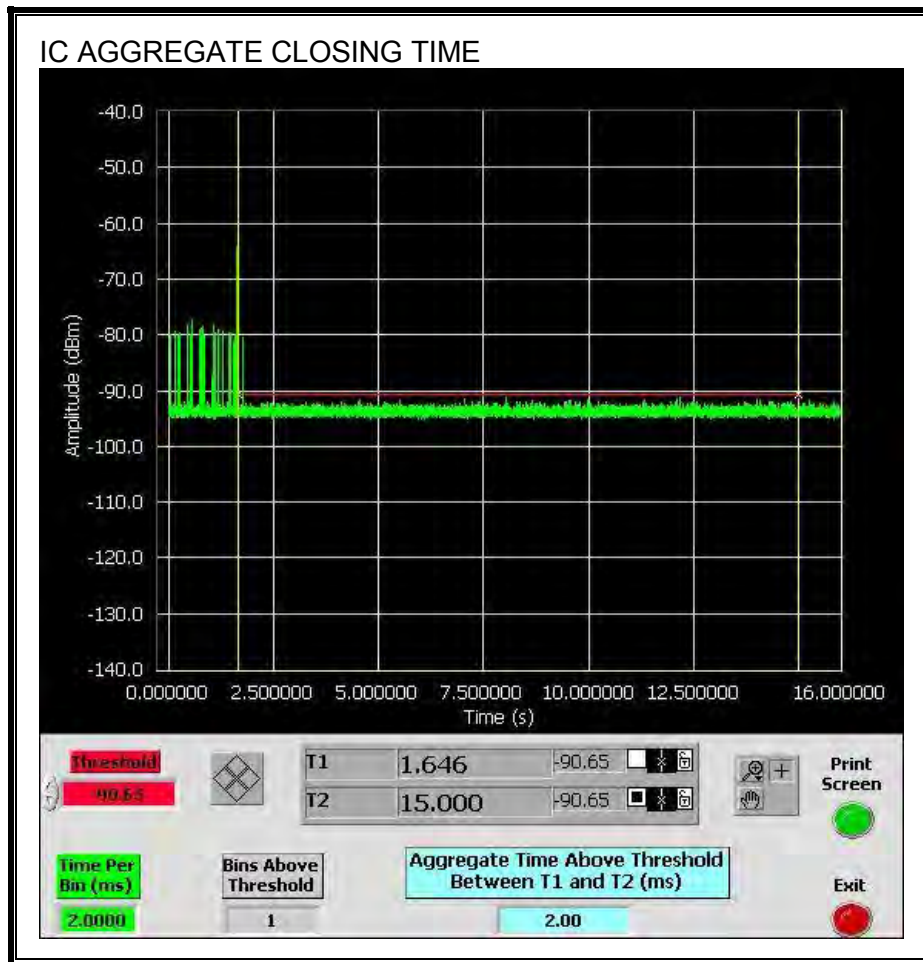 IC AGGREGATE CLOSING TIME
-40.0
-50.0
-60.0
-70.0
-80.0
-90.0
-100.0
-110.0
-120.0
-130.0
-140.0
Amplitude (dBm)
0.000000 2.500000 5.000000 7.500000 10.000000 12.500000 16.000000
Time (s)
Threshold
-90.65
T1 1.646 -90.65
T2 15.000 -90.65
Print
Screen
Time Per
Bin (ms)
2.0000
Bins Above
Threshold
1
Aggregate Time Above Threshold
Between T1 and T2 (ms)
2.00
Exit